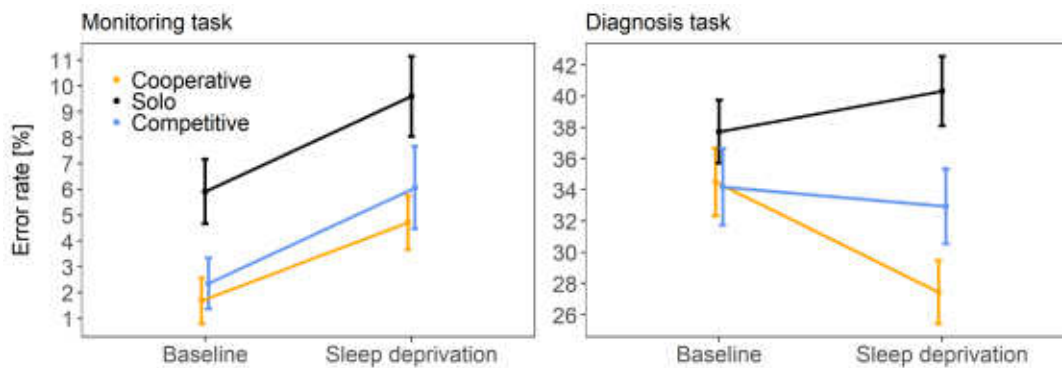 Monitoring task
Diagnosis task
Error rate [%]
11
10
9
8
7
6
5
4
3
2
1
Cooperative
Solo
Competitive
Baseline
Sleep deprivation
42
40
38
36
34
32
30
28
26
Baseline
Sleep deprivation